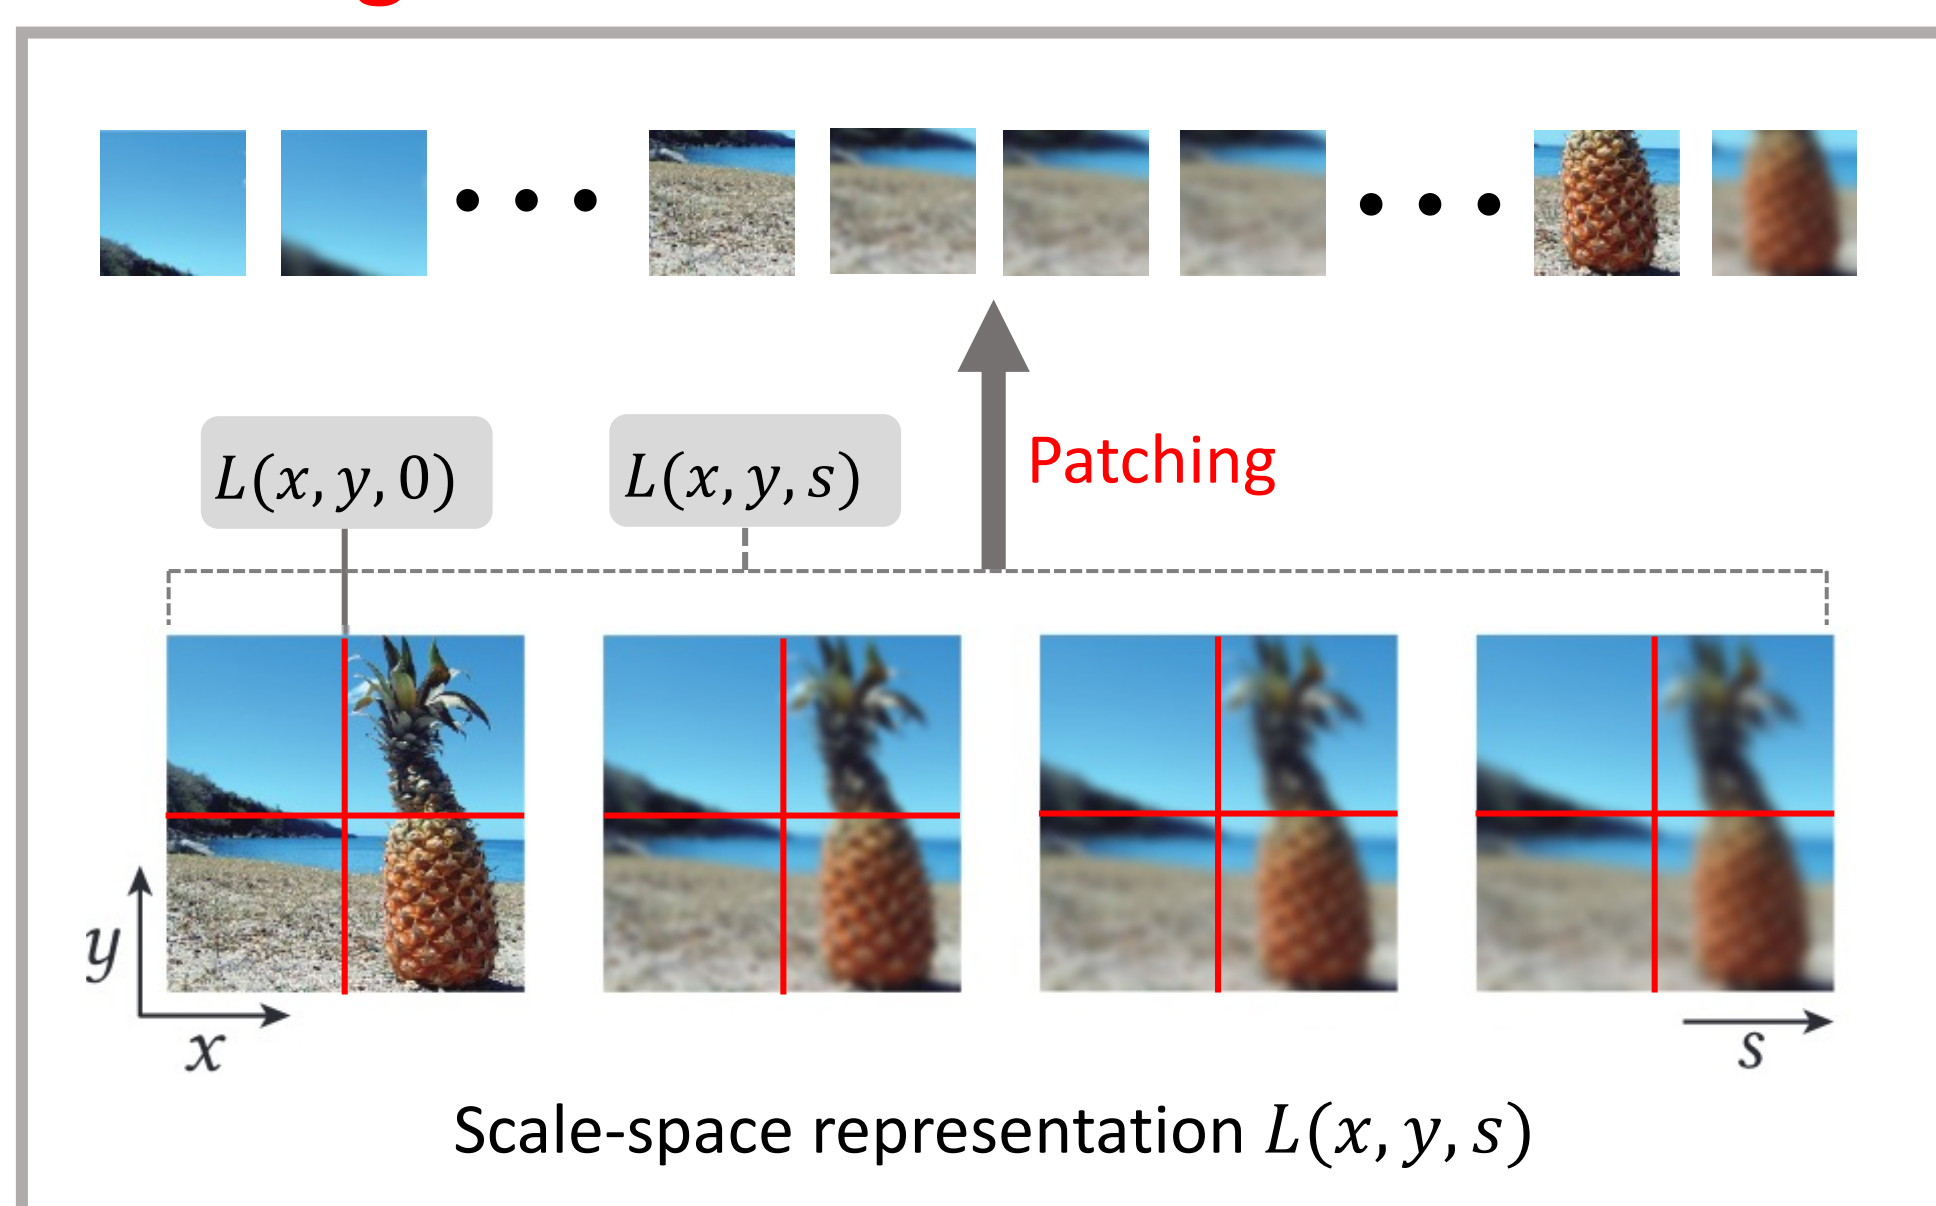 L(x, y, 0)
L(x, y, s)
Patching
y
x
s
Scale-space representation L(x, y, s)